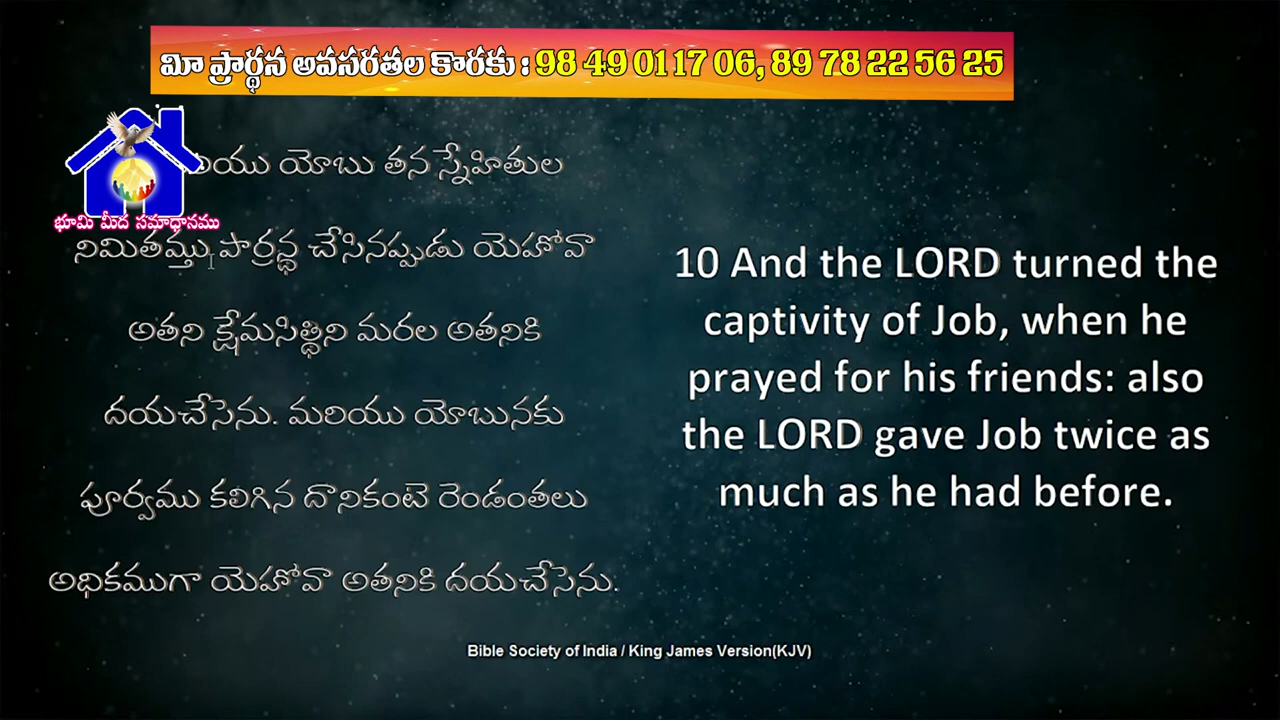 మీ ప్రార్థన అవసరతల కొరకు : 98 49 01 17 06, 89 78 22 56 25
యోబు తన స్నేహితుల
భూమి మీద సమాధానము
నిమితమ్తు పార్రన్ధ చేసినప్పుడు యెహోవా
అతని క్షేమసిత్థిని మరల అతనికి
దయచేసెను. మరియు యోబునకు
పూర్వము కలిగిన దానికంటె రెండంతలు
అధికముగా యెహోవా అతనికి దయచేసెను.
10 And the LORD turned the
captivity of Job, when he
prayed for his friends: also
the LORD gave Job twice as
much as he had before.
Bible Society of India / King James Version(KJV)